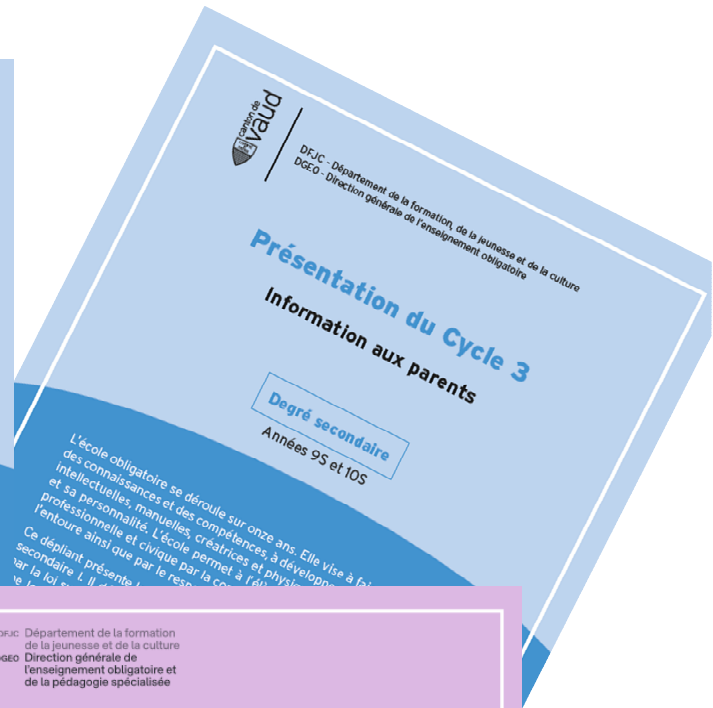 canton de
vaud
DFJC - Département de la formation, de la jeunesse et de la culture
DGEO - Direction générale de l'enseignement obligatoire
Présentation du Cycle 3
Information aux parents
Degré secondaire
Années 9S et 10S
L'école obligatoire se déroule sur onze ans. Elle vise à
des connaissances et des compétences, à
intellectuelles, manuelles, créatrices et
et sa personnalité. L'école permet à
professionnelle et civique par la
l'entoure ainsi que par le
Ce dépliant présente
secondaire I. Il
par la loi
DFJC Département de la formation
de la jeunesse et de la culture
DGEO Direction générale de
l'enseignement obligatoire et
de la pédagogie spécialisée